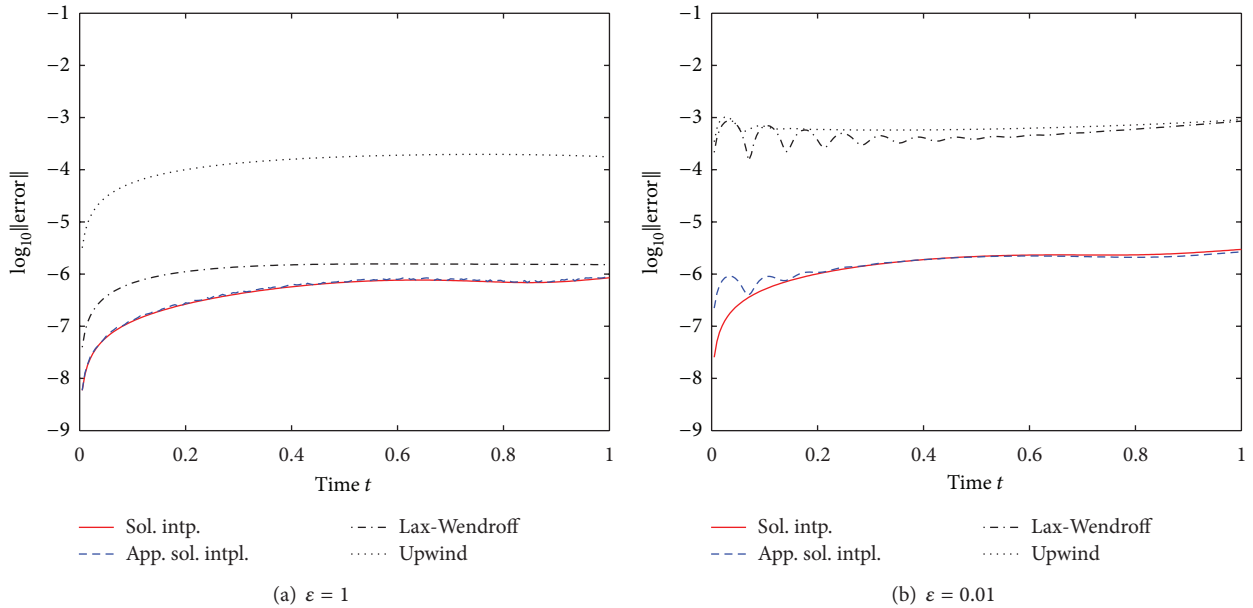 −1
−2
−3
−4
−5
−6
−7
−8
−9
log10‖error‖
0 0.2 0.4 0.6 0.8 1
Time t
Sol. intp. Lax-Wendroff
App. sol. intpl. Upwind
(a) ε = 1
−1
−2
−3
−4
−5
−6
−7
−8
−9
log10‖error‖
0 0.2 0.4 0.6 0.8 1
Time t
Sol. intp. Lax-Wendroff
App. sol. intpl. Upwind
(b) ε = 0.01